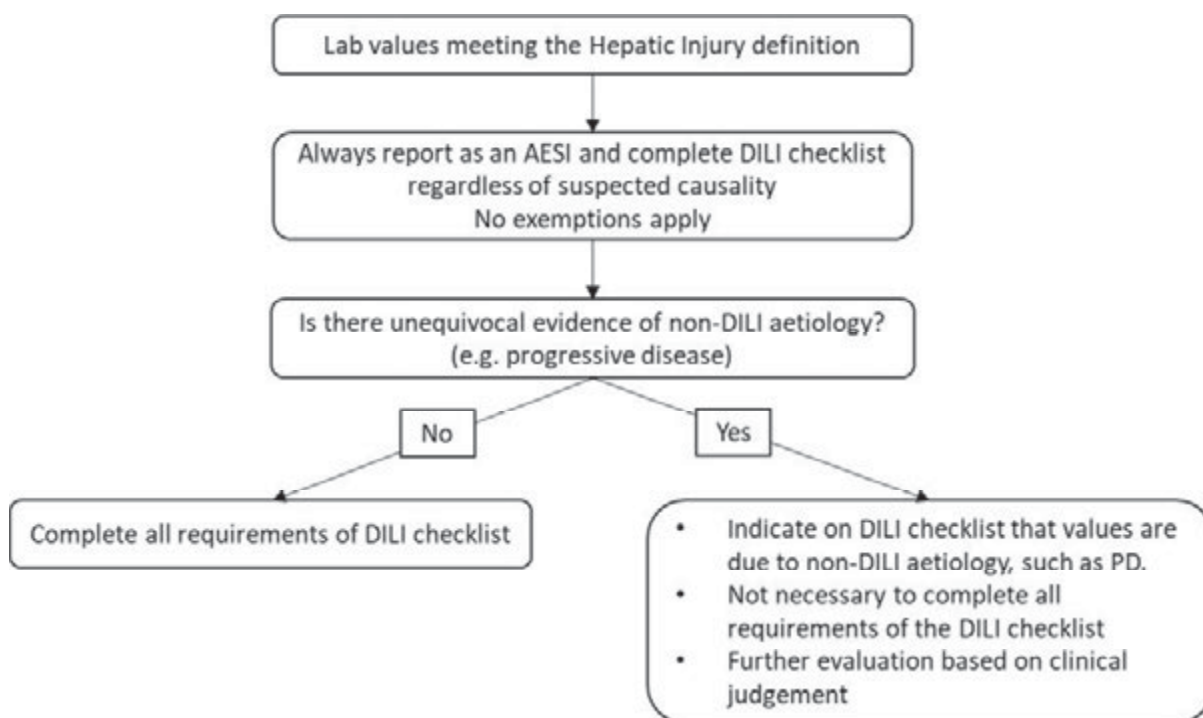 Lab values meeting the Hepatic Injury definition
Always report as an AESI and complete DILI checklist
regardless of suspected causality
No exemptions apply
Is there unequivocal evidence of non-DILI aetiology?
(e.g. progressive disease)
No
Yes
Complete all requirements of DILI checklist
• Indicate on DILI checklist that values are
due to non-DILI aetiology, such as PD.
• Not necessary to complete all
requirements of the DILI checklist
• Further evaluation based on clinical
judgement